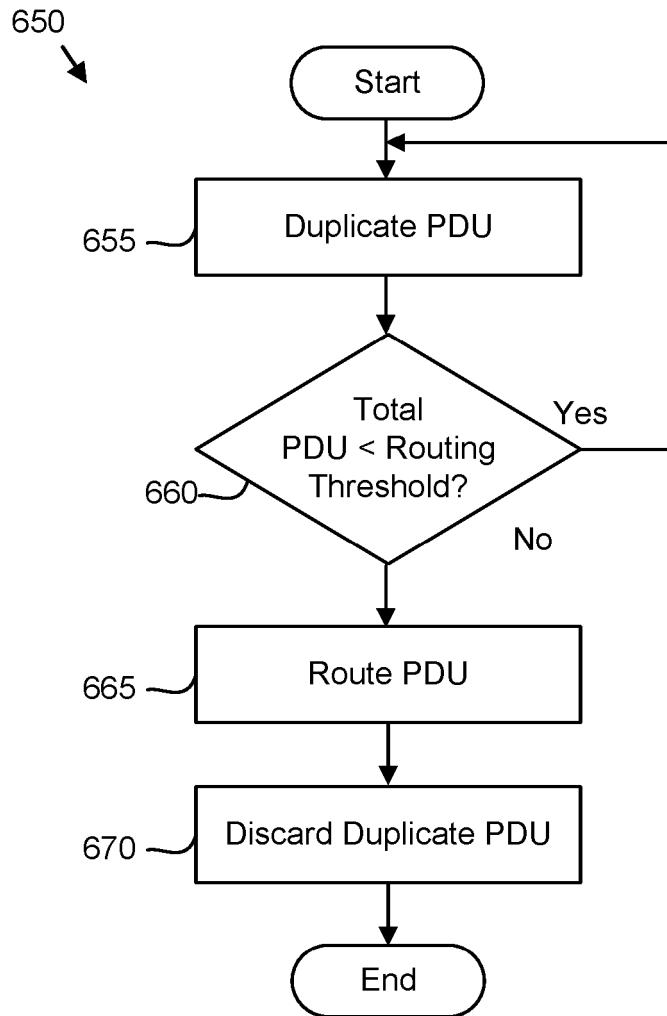 650
Start
655
Duplicate PDU
Total
PDU < Routing
Threshold?
Yes
660
No
665
Route PDU
670
Discard Duplicate PDU
End